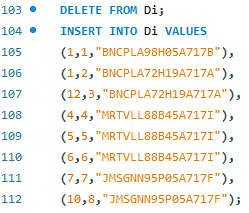 103 DELETE FROM Di;
104 INSERT INTO Di VALUES
105 (1,1,"BNCPLA98H05A717B"),
106 (1,2,"BNCPLA72H19A717A"),
107 (12,3,"BNCPLA72H19A717A"),
108 (4,4,"MRTVLL88B45A717I"),
109 (5,5,"MRTVLL88B45A717I"),
110 (6,6,"MRTVLL88B45A717I"),
111 (7,7,"JMSGNN95P05A717F"),
112 (10,8,"JMSGNN95P05A717F");